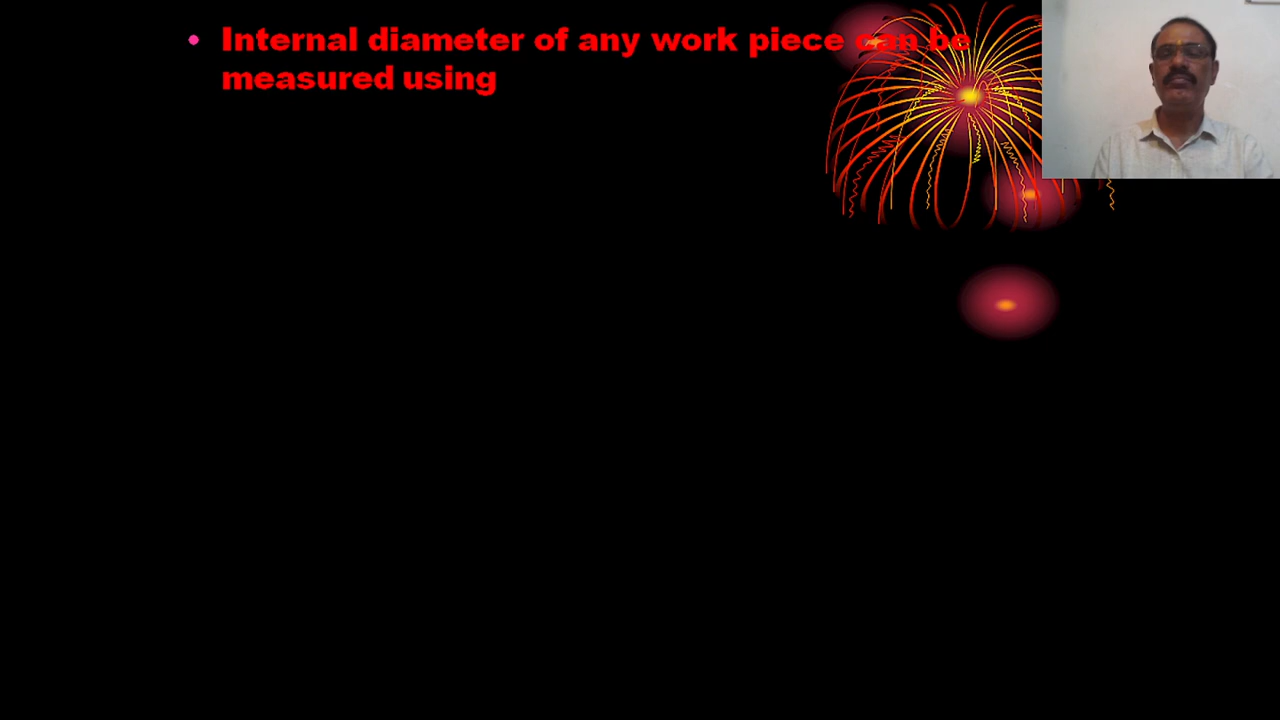 Internal diameter of any work piece can be
measured using